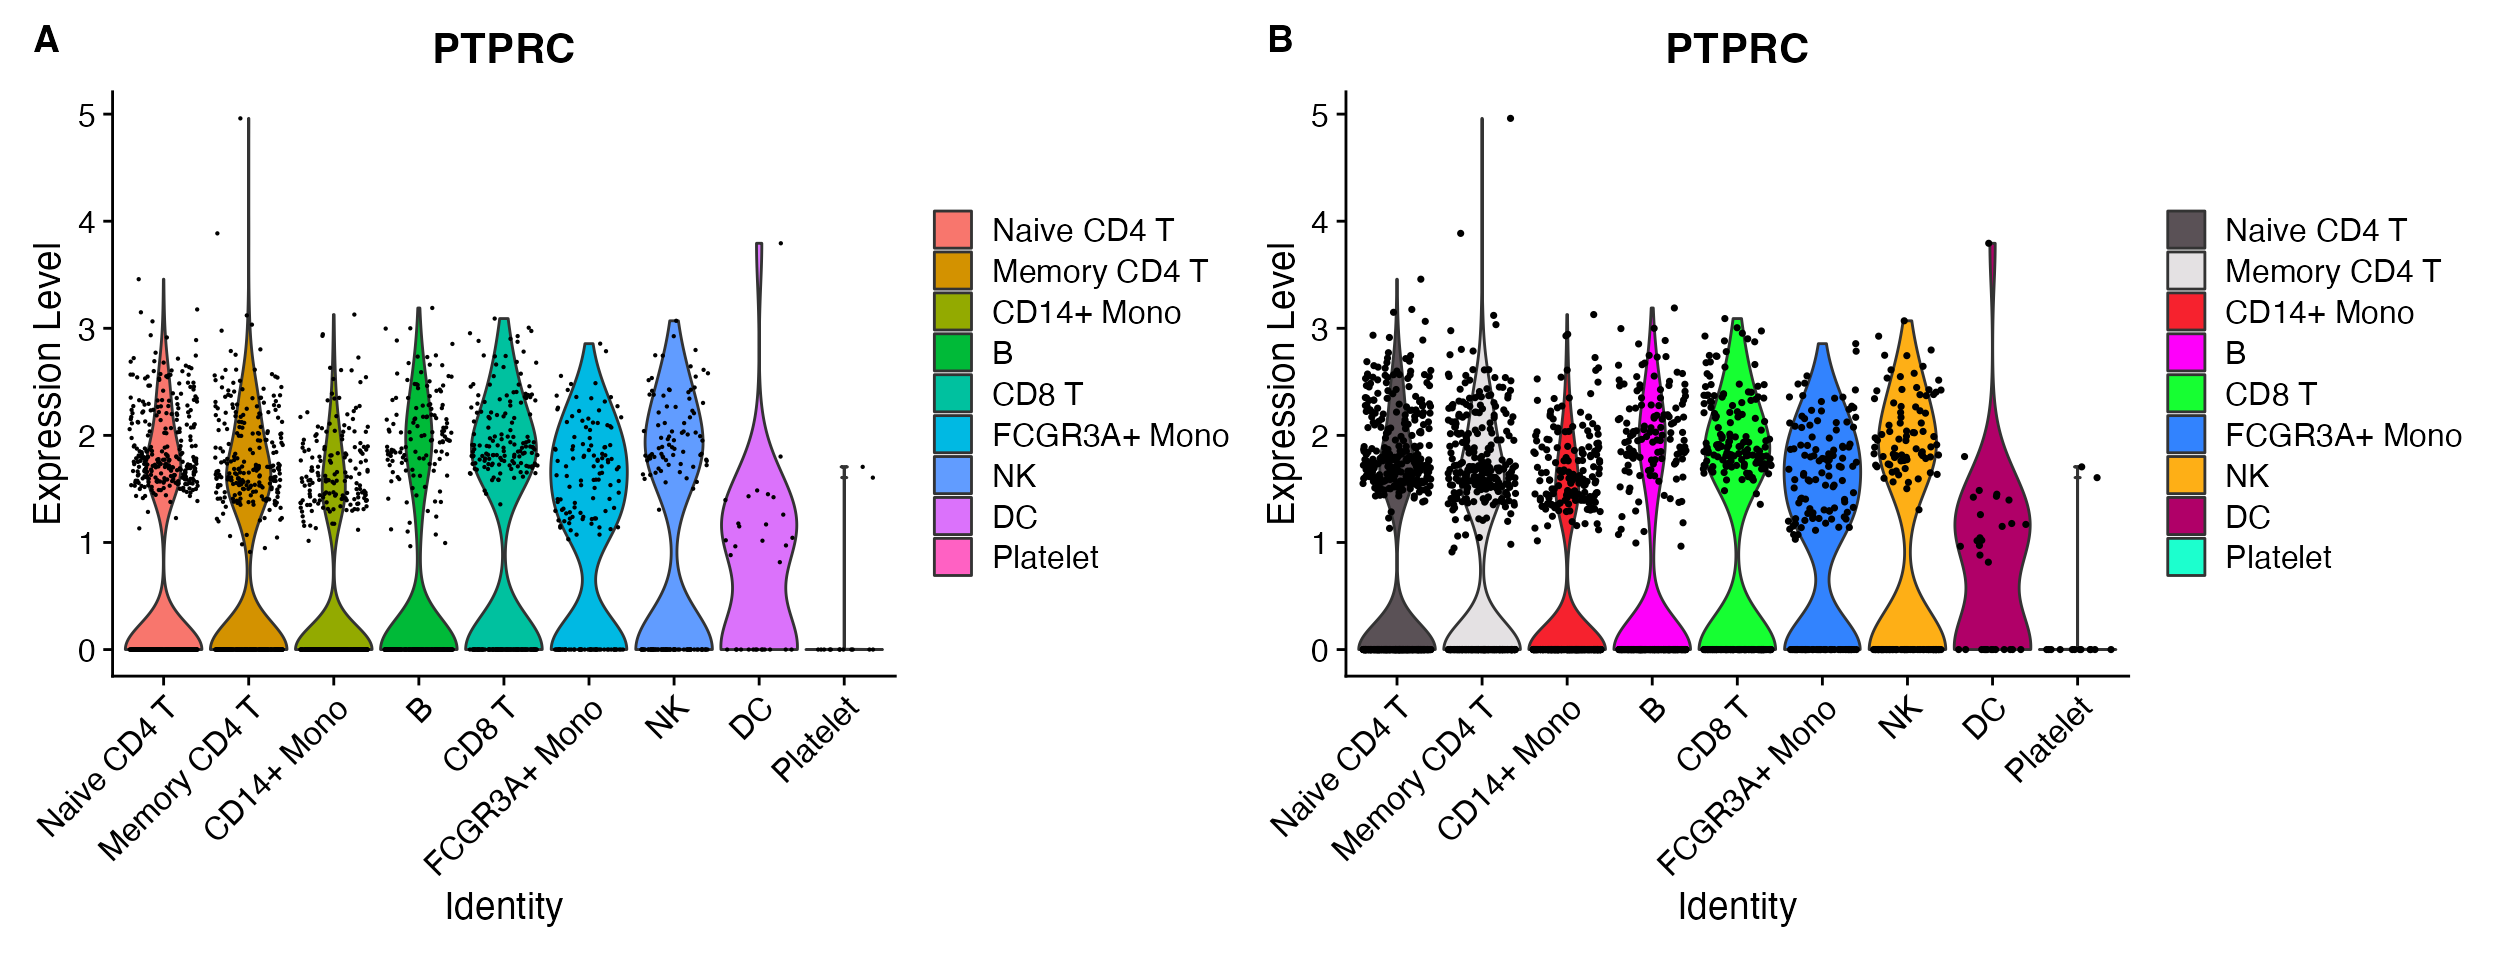 A
PTPRC
Expression Level
5
4
3
2
1
0
Naive CD4 T
Memory CD4 T
CD14+ Mono
B
CD8 T
FCGR3A+ Mono
NK
DC
Platelet
Identity
Naive CD4 T
Memory CD4 T
CD14+ Mono
B
CD8 T
FCGR3A+ Mono
NK
DC
Platelet
B
PTPRC
Expression Level
5
4
3
2
1
0
Naive CD4 T
Memory CD4 T
CD14+ Mono
B
CD8 T
FCGR3A+ Mono
NK
DC
Platelet
Identity
Naive CD4 T
Memory CD4 T
CD14+ Mono
B
CD8 T
FCGR3A+ Mono
NK
DC
Platelet